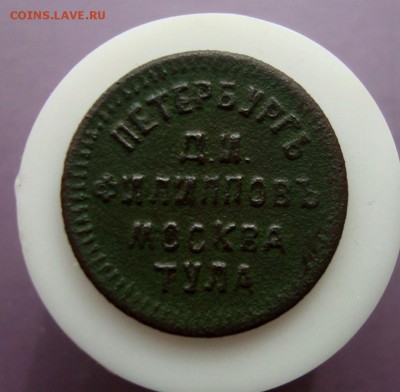 COINS.LAVE.RU
ПЕТЕРБУРГЪ
Д.И.
ФИЛИППОВЪ
МОСКВА
ТУЛА